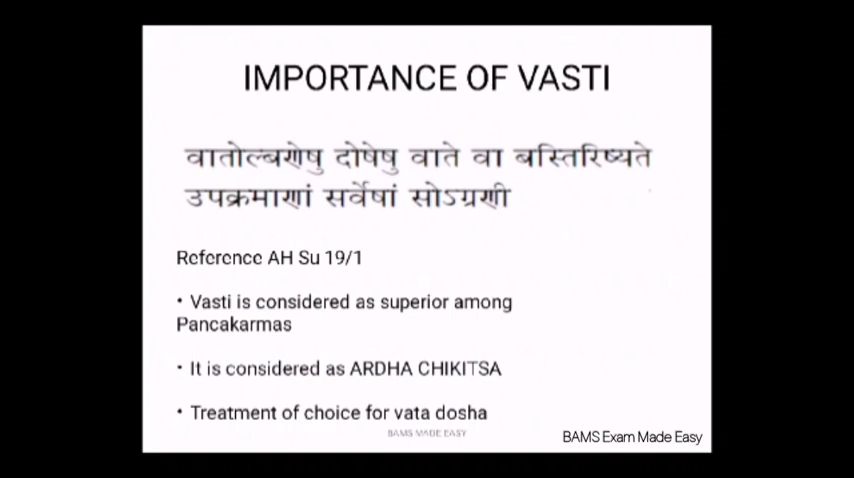 IMPORTANCE OF VASTI
वातोल्बणेषु दोषेषु वाते वा बस्तिरिष्यते
उपक्रमाणां सर्वेषां सोऽग्रणी
Reference AH Su 19/1
• Vasti is considered as superior among
Pancakarmas
• It is considered as ARDHA CHIKITSA
• Treatment of choice for vata dosha
BAMS MADE EASY
BAMS Exam Made Easy